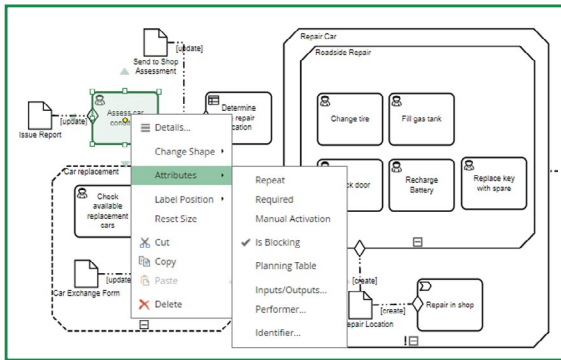 Repair Car
Roadside Repair
[update]
Send to Shop
Assessment
Assess car
[update]
Issue Report
Determine
repair
Change tire
Fill gas tank
door
Recharge
Battery
Replace key
with spare
Car replacement
Check
available
replacement
cars
[update]
Car Exchange Form
Details...
Change Shape
Attributes
Label Position
Reset Size
Cut
Copy
Paste
Delete
Repeat
Required
Manual Activation
Is Blocking
Planning Table
Inputs/Outputs...
Performer...
Identifier...
[create]
[create]
Repair Location
Repair in shop
!